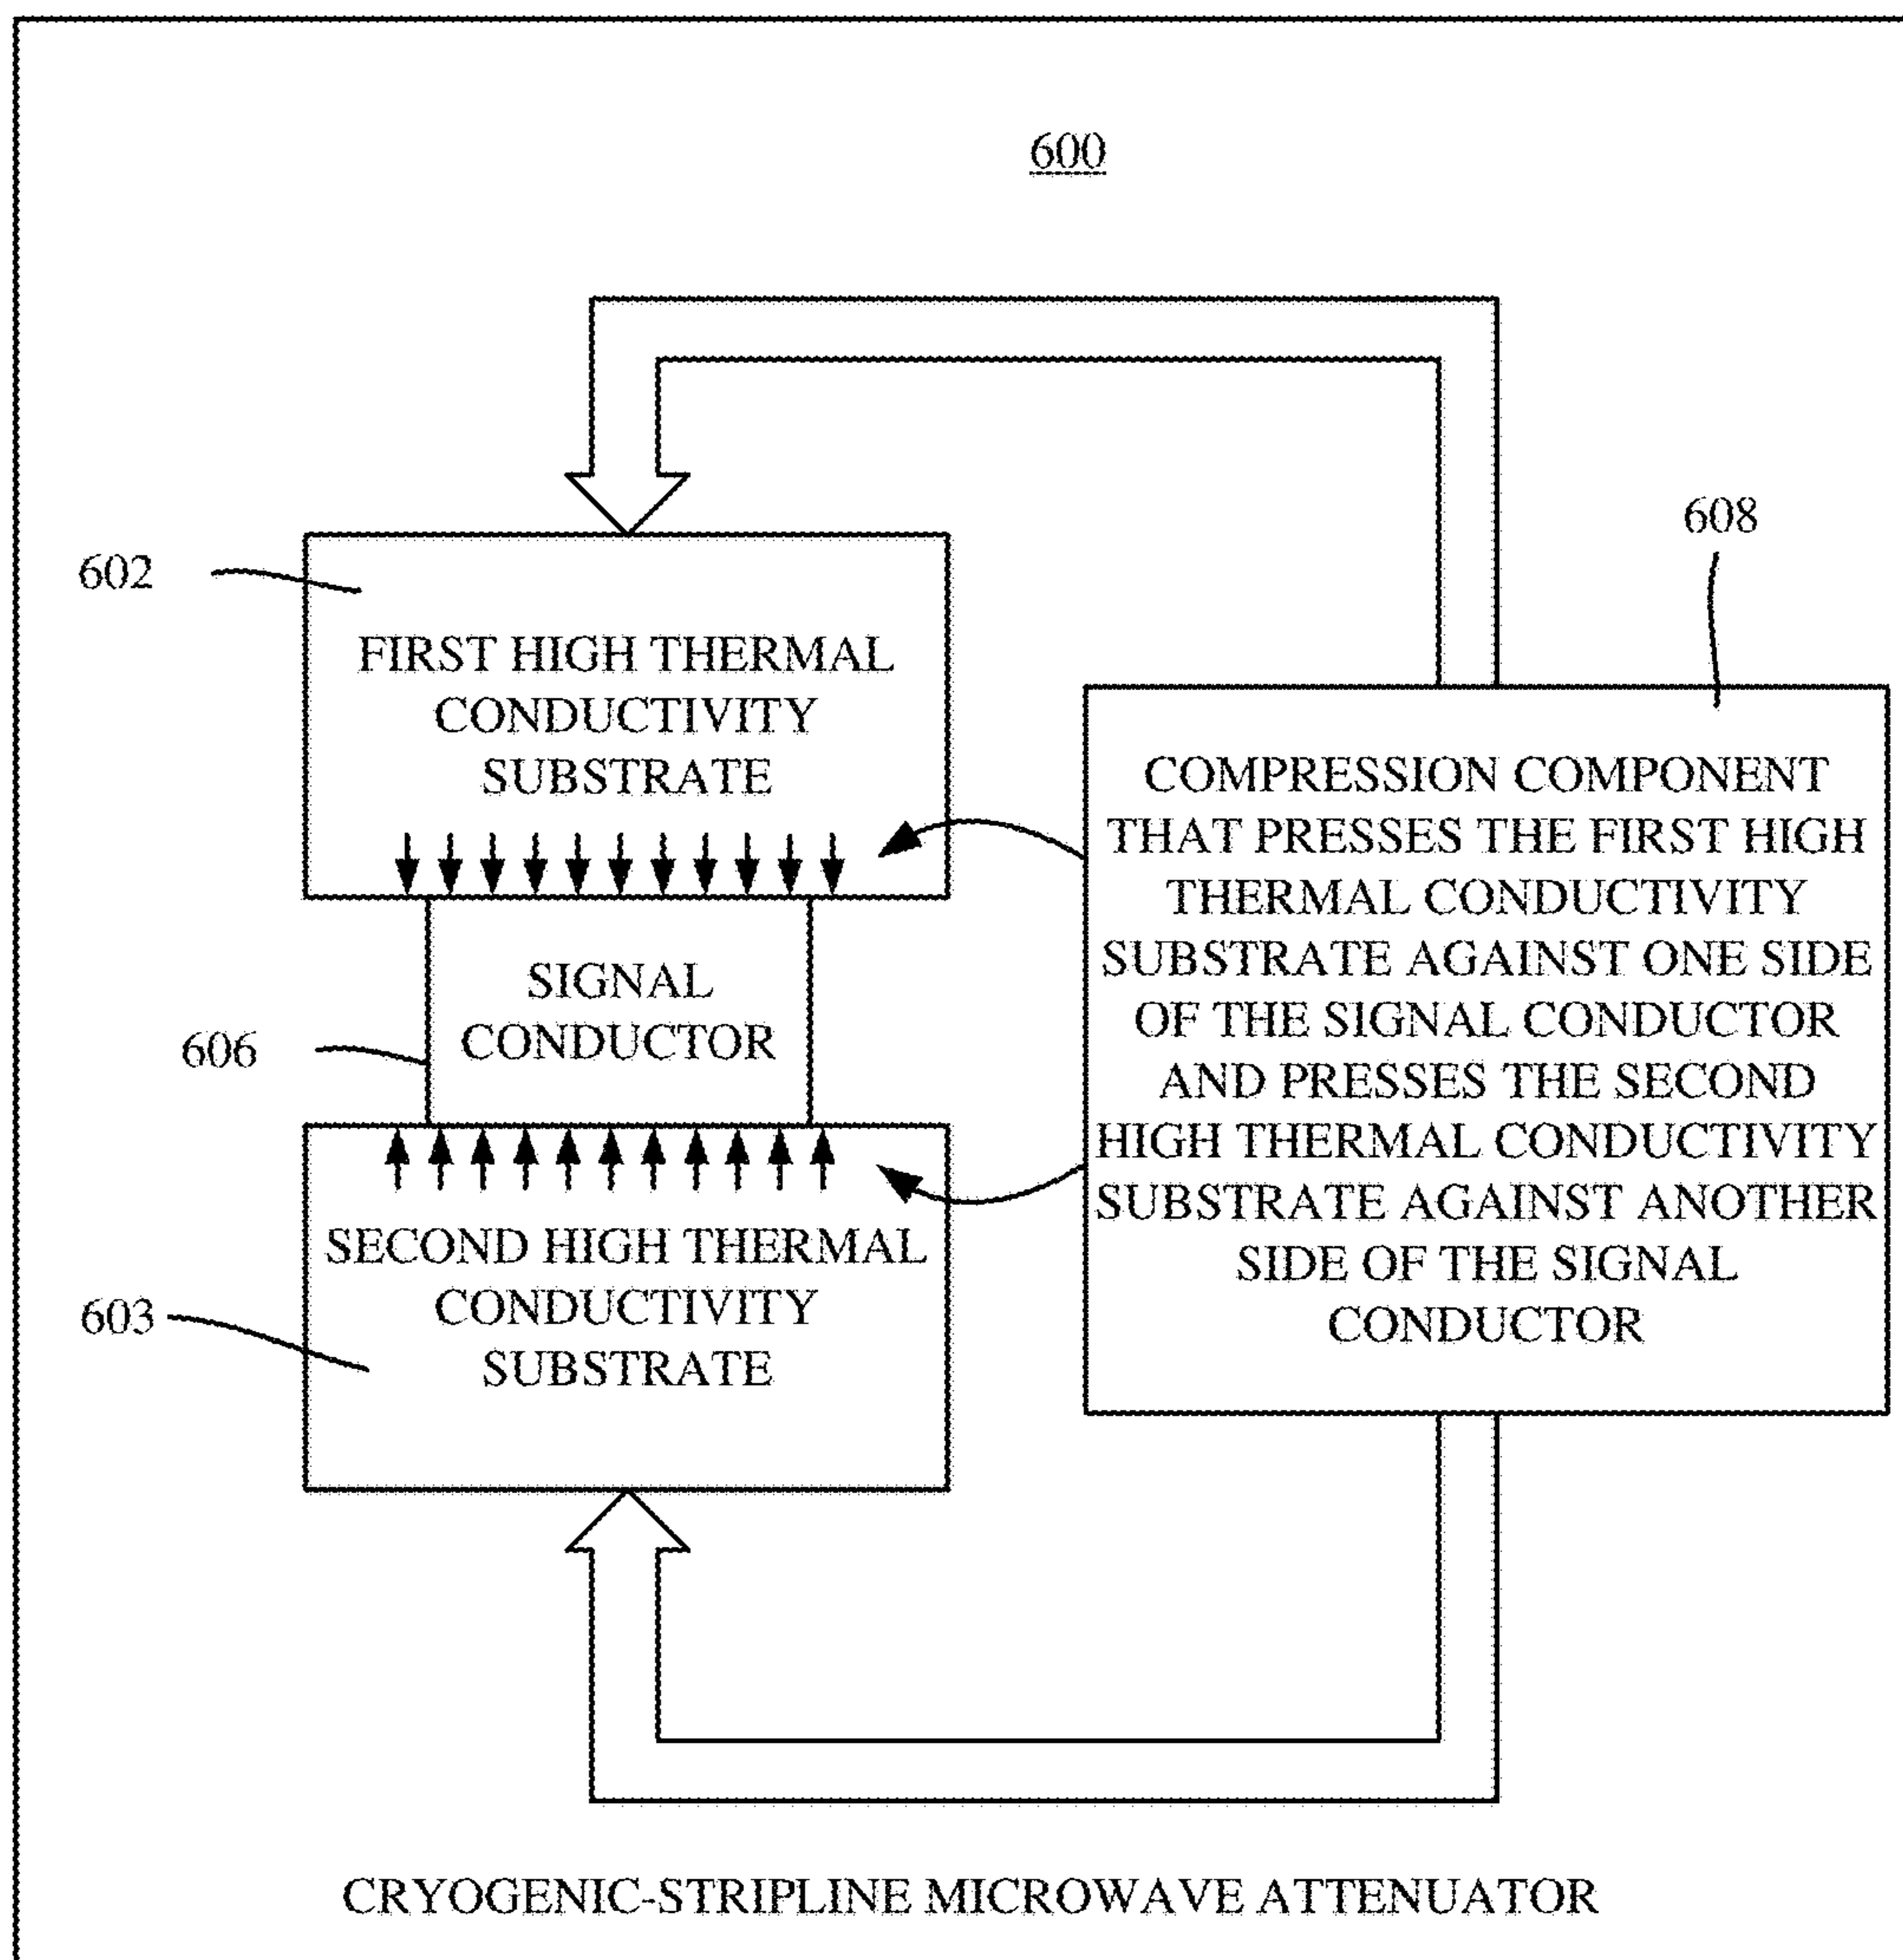 600
602
FIRST HIGH THERMAL
CONDUCTIVITY
SUBSTRATE
608
COMPRESSION COMPONENT
THAT PRESSES THE FIRST HIGH
THERMAL CONDUCTIVITY
SUBSTRATE AGAINST ONE SIDE
OF THE SIGNAL CONDUCTOR
AND PRESSES THE SECOND
HIGH THERMAL CONDUCTIVITY
SUBSTRATE AGAINST ANOTHER
SIDE OF THE SIGNAL
CONDUCTOR
SIGNAL
CONDUCTOR
606
SECOND HIGH THERMAL
CONDUCTIVITY
SUBSTRATE
603
CRYOGENIC-STRIPLINE MICROWAVE ATTENUATOR